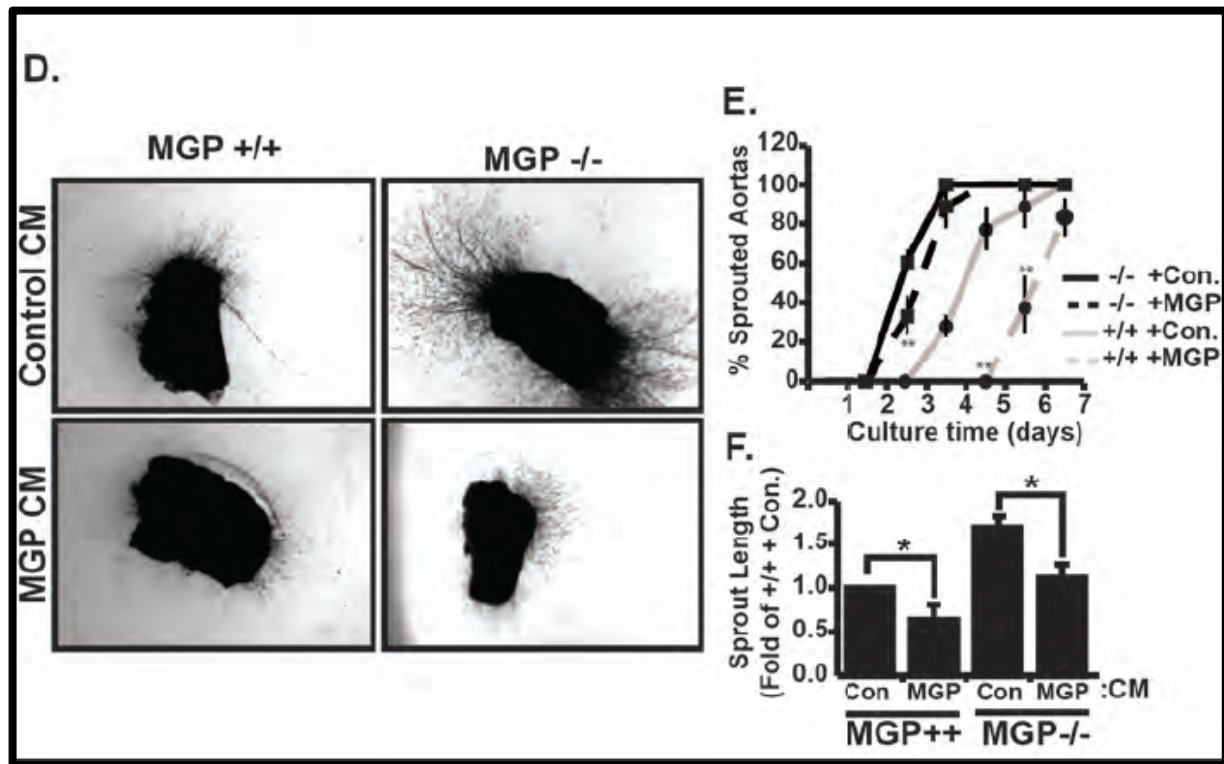 D.
MGP +/+
MGP -/-
Control CM
MGP CM
E.
% Sprouted Aortas
120
100
80
60
40
20
0
**
**
**
-/- +Con.
-/- +MGP
+/+ +Con.
+/+ +MGP
1 2 3 4 5 6 7
Culture time (days)
F.
Sprout Length
(Fold of +/+ + Con.)
2.0
1.0
0.5
0.0
*
*
Con MGP Con MGP :CM
MGP++ MGP-/-